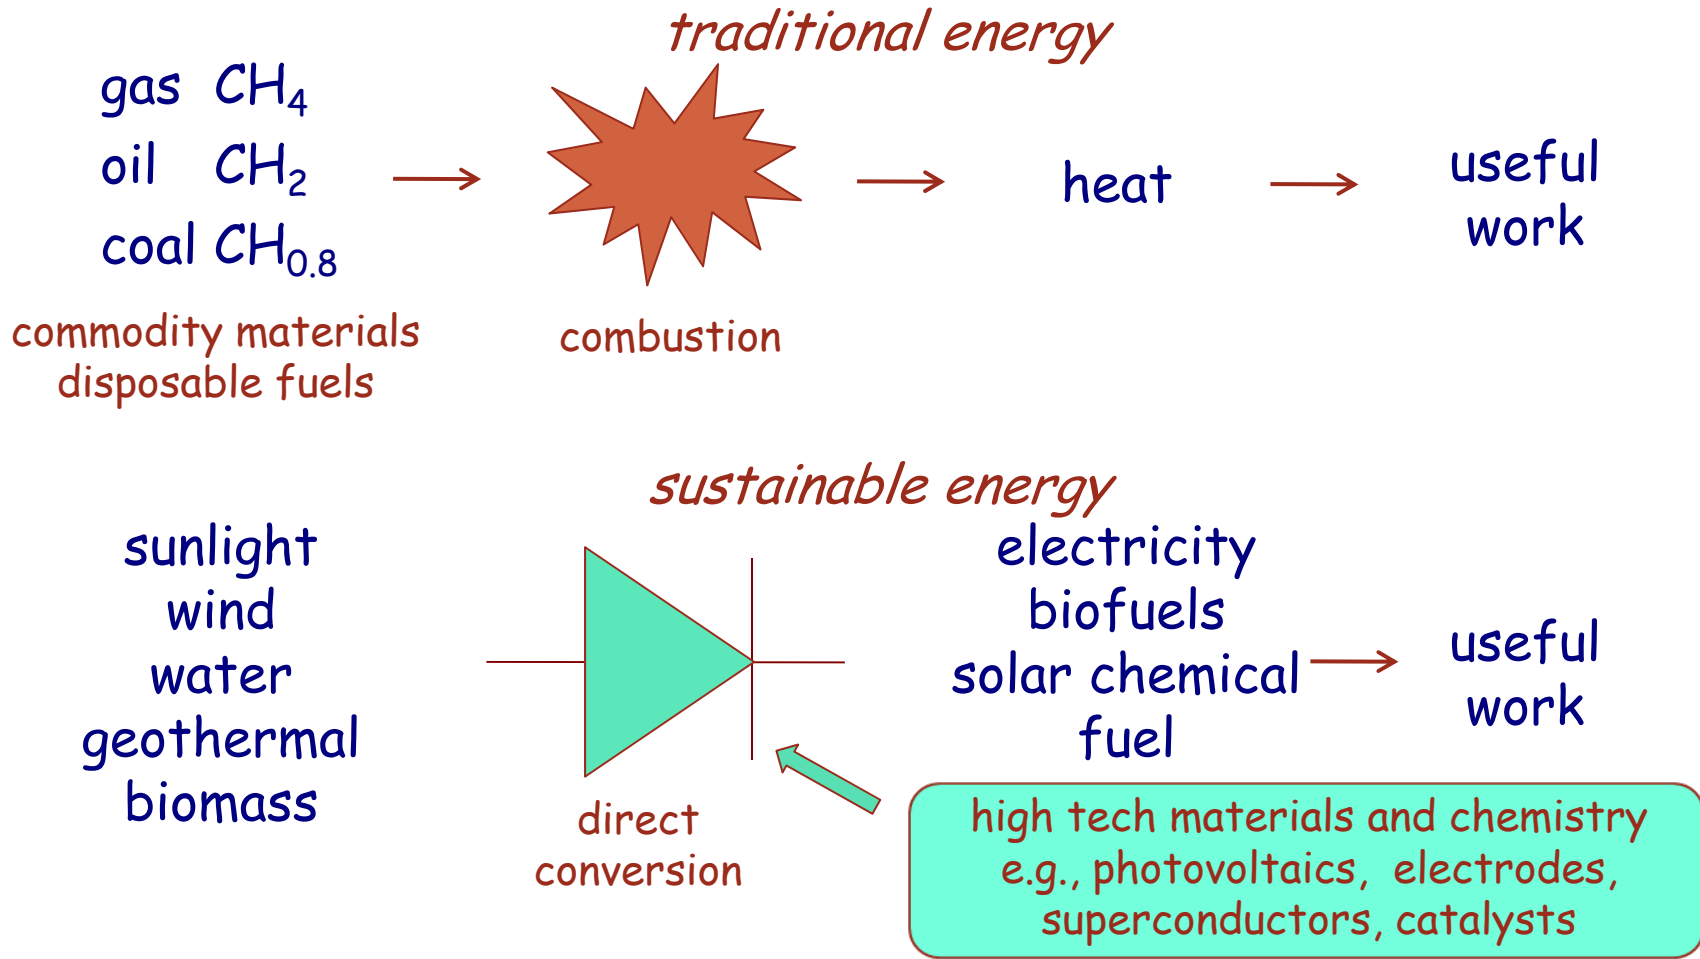 traditional energy
gas CH₄
oil CH₂
coal CH₀.₈
commodity materials
disposable fuels
combustion
heat
useful
work
sustainable energy
sunlight
wind
water
geothermal
biomass
direct
conversion
electricity
biofuels
solar chemical
fuel
useful
work
high tech materials and chemistry
e.g., photovoltaics, electrodes,
superconductors, catalysts